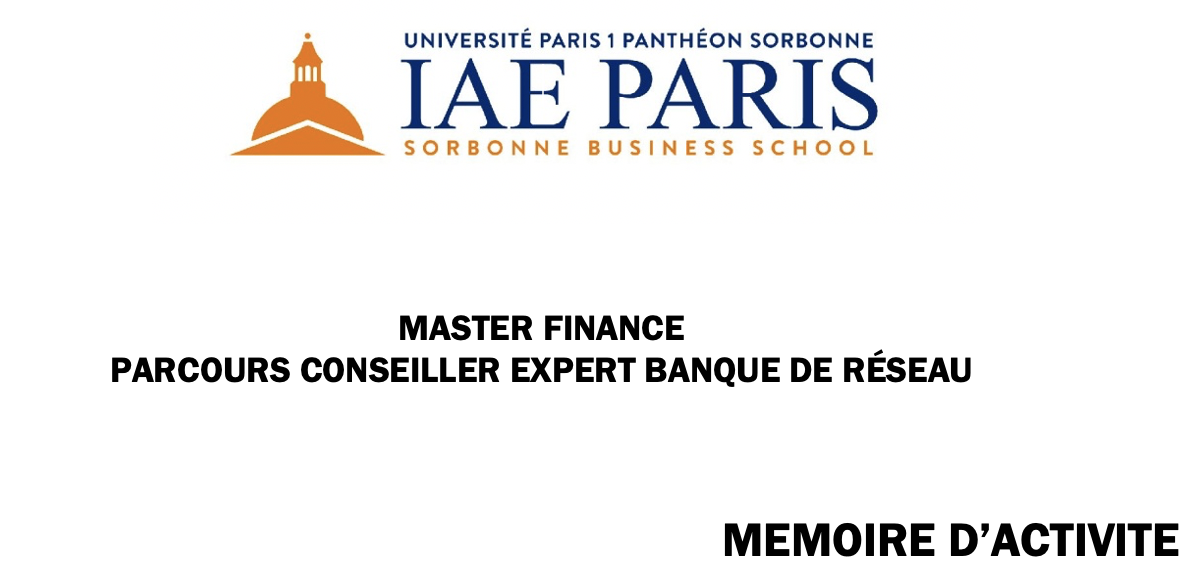 UNIVERSITÉ PARIS 1 PANTHÉON SORBONNE
IAE PARIS
SORBONNE BUSINESS SCHOOL
MASTER FINANCE
PARCOURS CONSEILLER EXPERT BANQUE DE RÉSEAU
MEMOIRE D’ACTIVITE